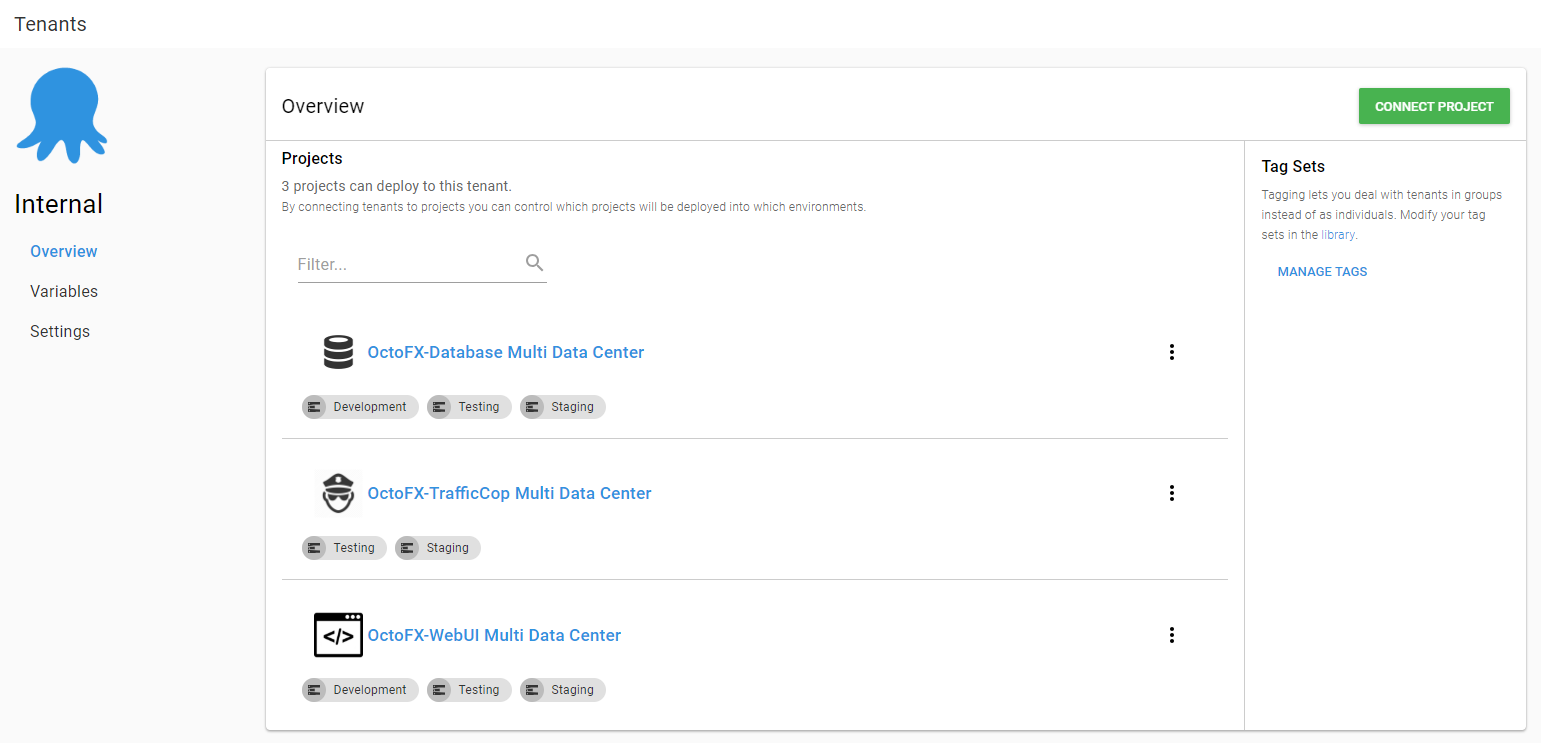 Tenants
Internal
Overview
Variables
Settings
Overview
CONNECT PROJECT
Projects
3 projects can deploy to this tenant.
By connecting tenants to projects you can control which projects will be deployed into which environments.
Filter...
OctoFX-Database Multi Data Center
Development Testing Staging
OctoFX-TrafficCop Multi Data Center
Testing Staging
</>
OctoFX-WebUI Multi Data Center
Development Testing Staging
Tag Sets
Tagging lets you deal with tenants in groups
instead of as individuals. Modify your tag
sets in the library.
MANAGE TAGS